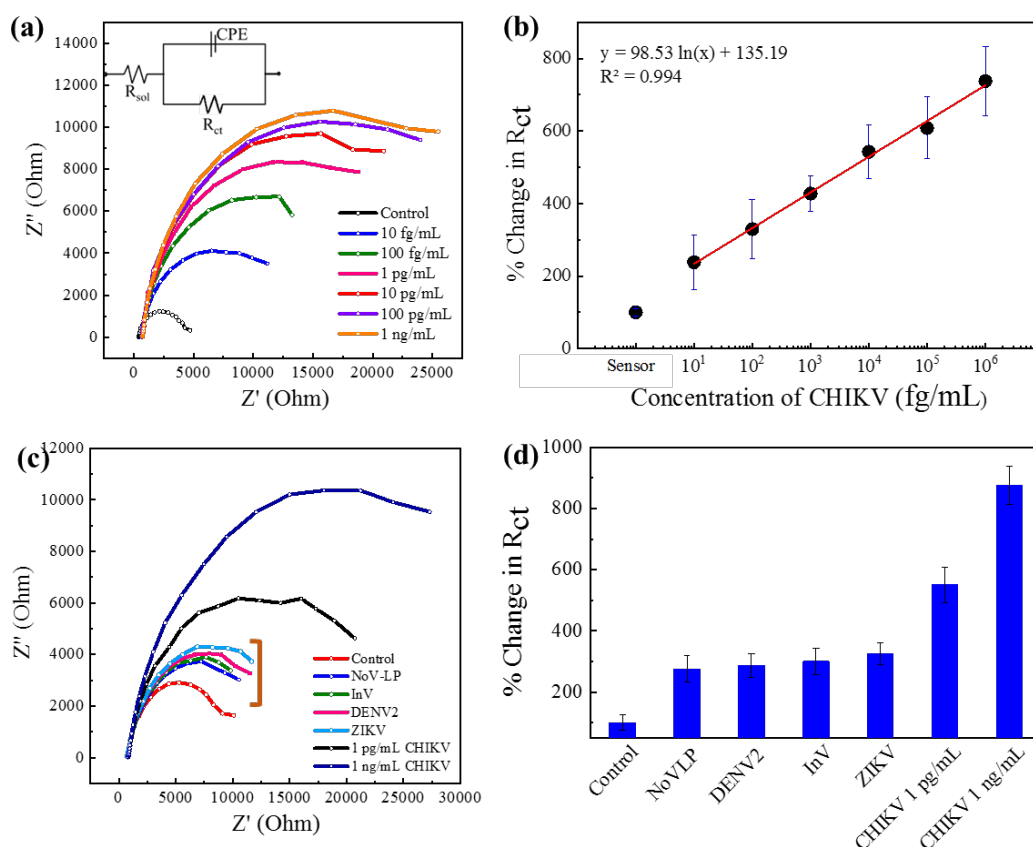 (a)
14000
12000
10000
8000
6000
4000
2000
0
Z'' (Ohm)
CPE
Rsol
Rct
Control
10 fg/mL
100 fg/mL
1 pg/mL
10 pg/mL
100 pg/mL
1 ng/mL
0 5000 10000 15000 20000 25000
Z' (Ohm)
(b)
y = 98.53 ln(x) + 135.19
R² = 0.994
800
600
400
200
0
% Change in Rct
Sensor 10¹ 10² 10³ 10⁴ 10⁵ 10⁶
Concentration of CHIKV (fg/mL)
(c)
12000
10000
8000
6000
4000
2000
0
Z'' (Ohm)
Control
NoV-LP
InV
DENV2
ZIKV
1 pg/mL CHIKV
1 ng/mL CHIKV
0 5000 10000 15000 20000 25000 30000
Z' (Ohm)
(d)
1000
800
600
400
200
% Change in Rct
Control
NoVLP
DENV2
InV
ZIKV
CHIKV 1 pg/mL
CHIKV 1 ng/mL